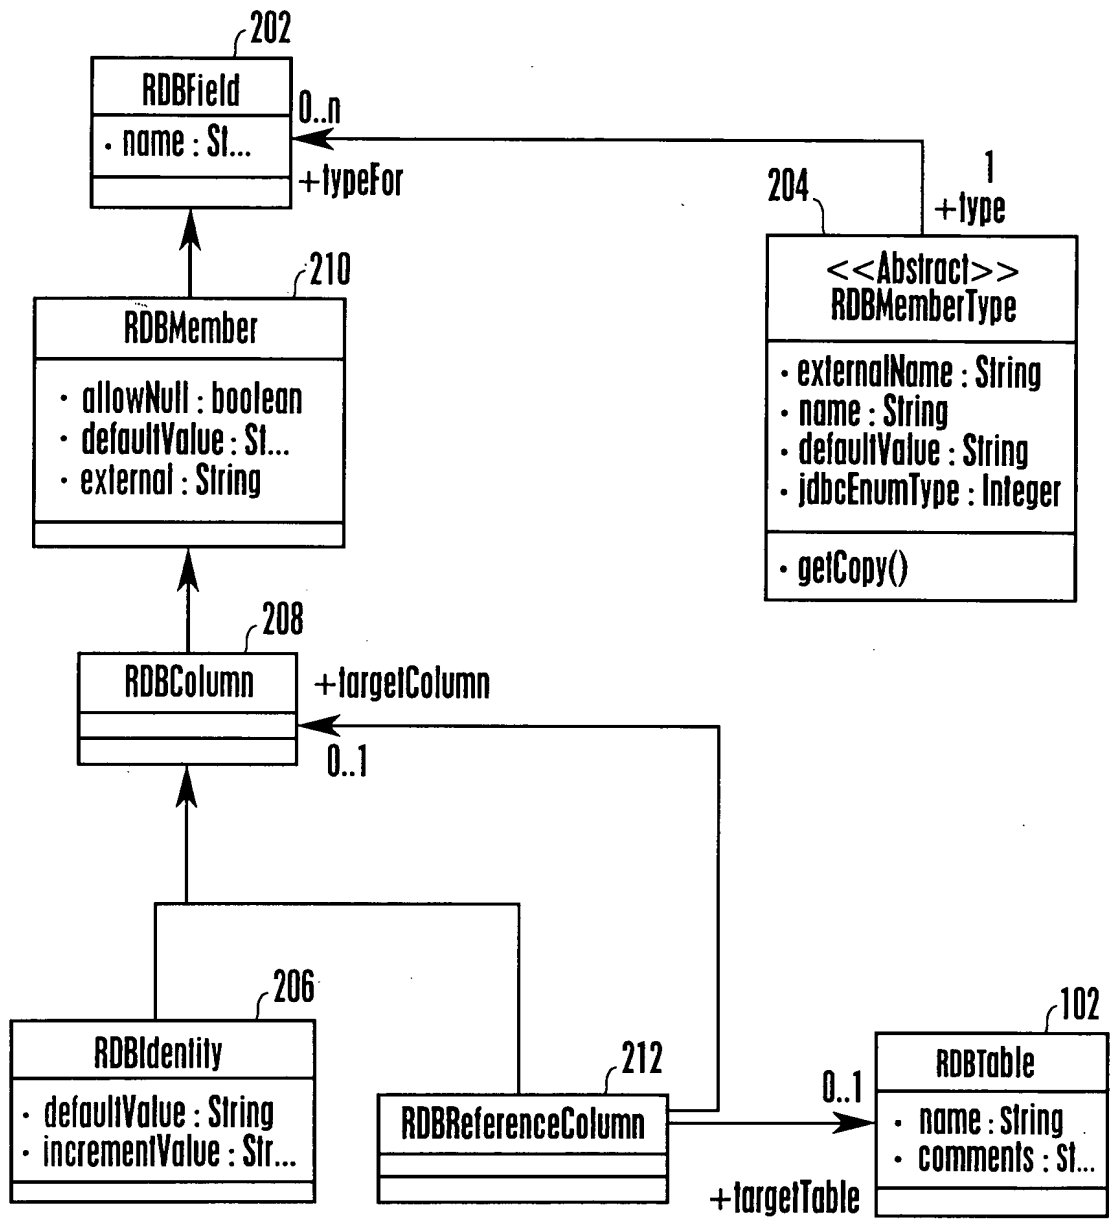 202
RDBField
· name : St...
0..n
+typeFor
1
+type
204
<<Abstract>>
RDBMemberType
· externalName : String
· name : String
· defaultValue : String
· jdbcEnumType : Integer
· getCopy()
210
RDBMember
· allowNull : boolean
· defaultValue : St...
· external : String
208
RDBColumn
+targetColumn
0..1
206
RDBIdentity
· defaultValue : String
· incrementValue : Str...
212
RDBReferenceColumn
0..1
+targetTable
102
RDBTable
· name : String
· comments : St...